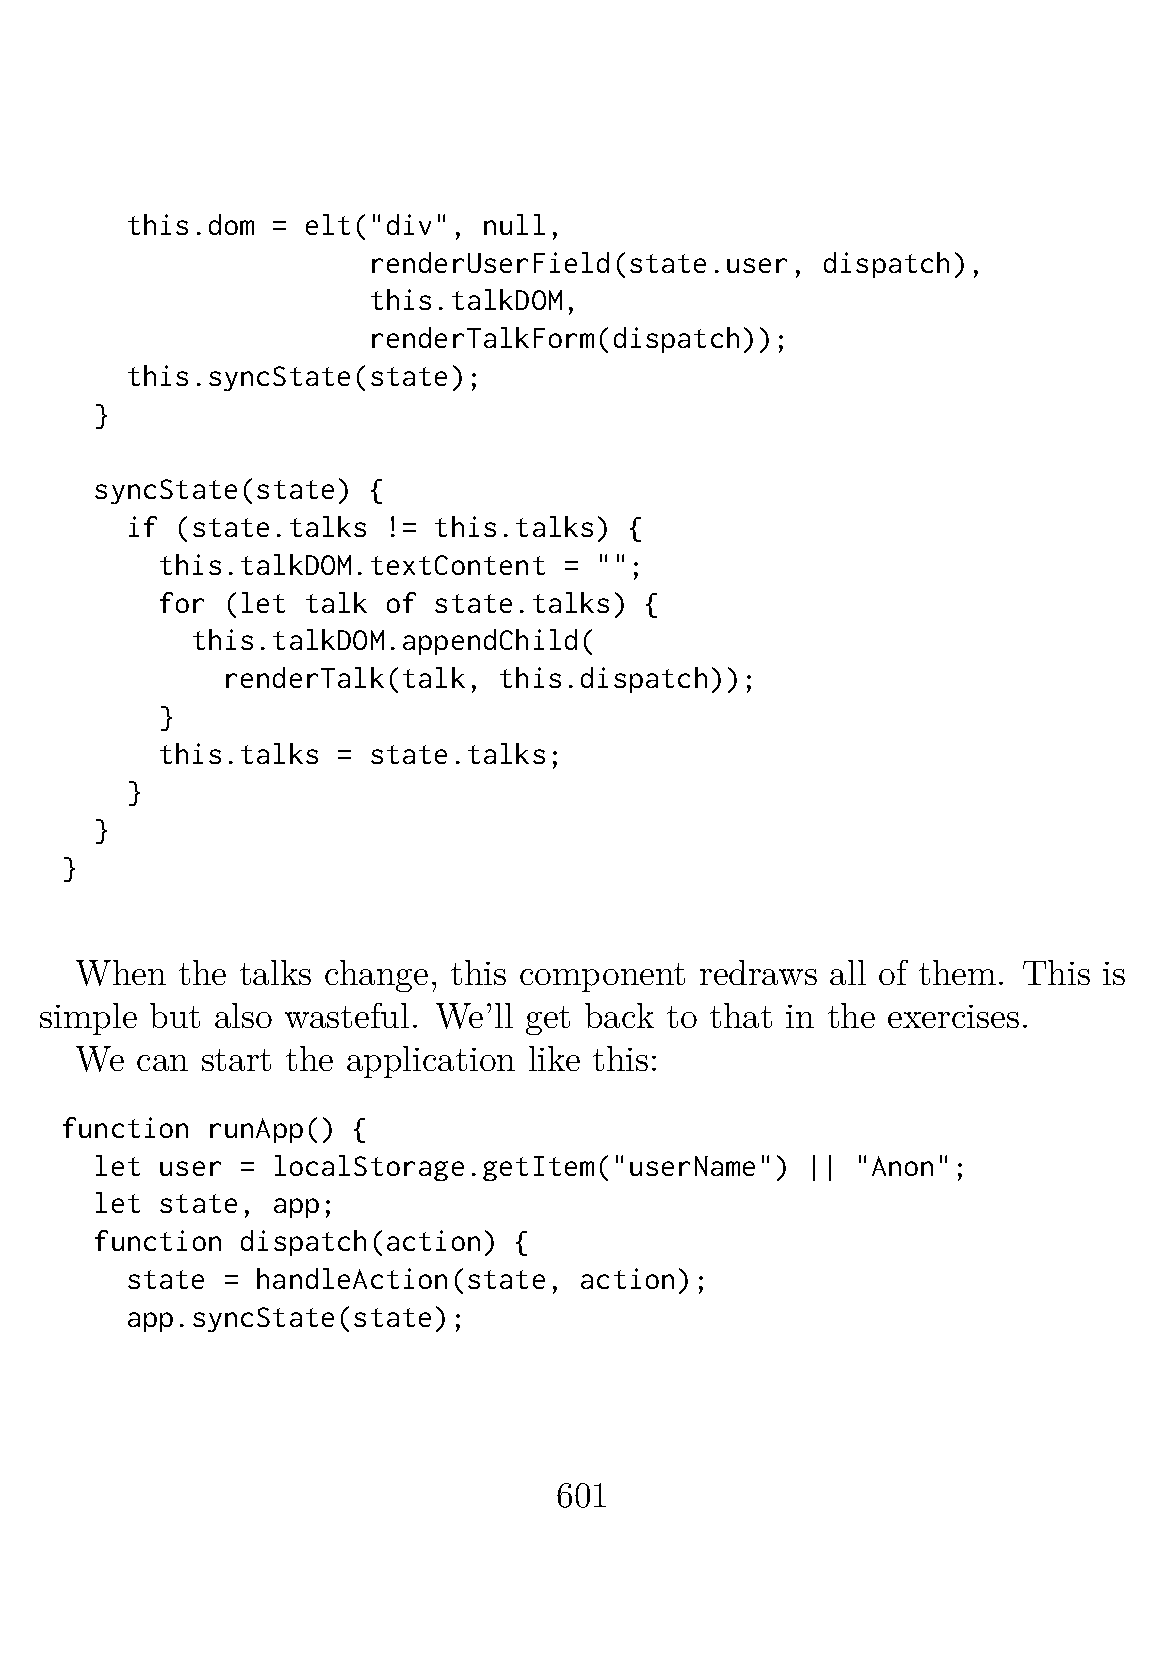 this.dom = elt("div", null,
                   renderUserField(state.user, dispatch),
                   this.talkDOM,
                   renderTalkForm(dispatch));
    this.syncState(state);
  }

  syncState(state) {
    if (state.talks != this.talks) {
      this.talkDOM.textContent = "";
      for (let talk of state.talks) {
        this.talkDOM.appendChild(
          renderTalk(talk, this.dispatch));
      }
      this.talks = state.talks;
    }
  }
}

When the talks change, this component redraws all of them. This is
simple but also wasteful. We'll get back to that in the exercises.
We can start the application like this:

function runApp() {
  let user = localStorage.getItem("userName") || "Anon";
  let state, app;
  function dispatch(action) {
    state = handleAction(state, action);
    app.syncState(state);

601